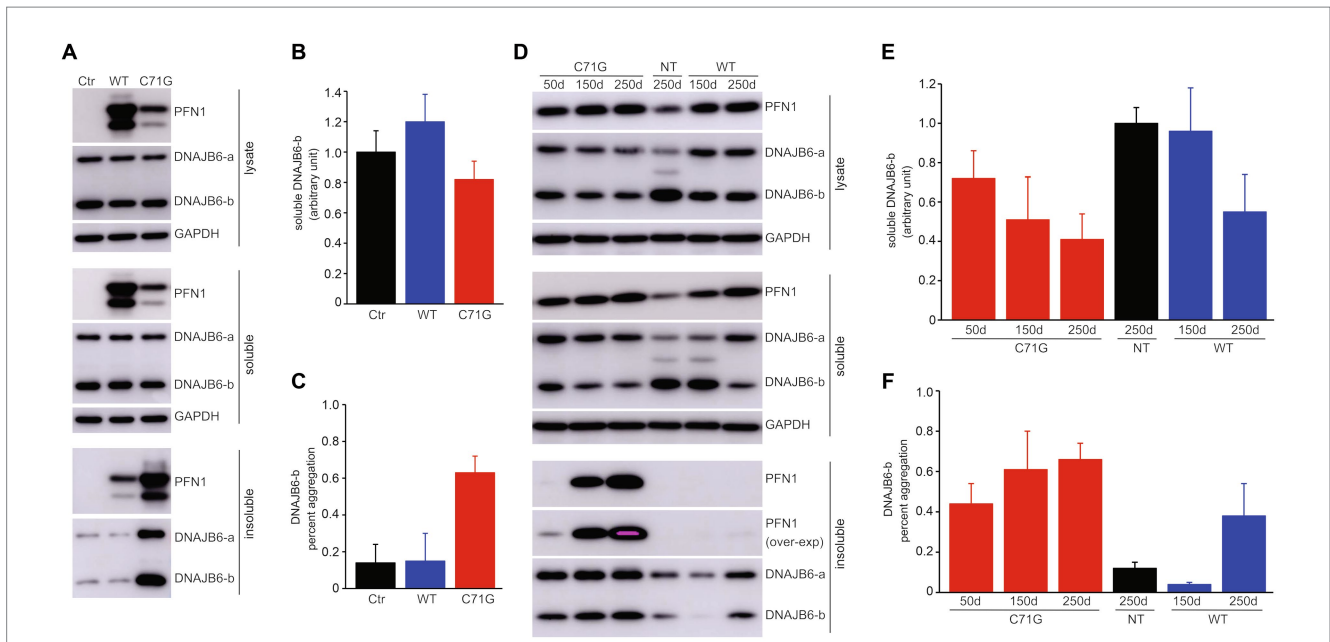 A
Ctr WT C71G
PFN1
DNAJB6-a
DNAJB6-b
GAPDH
lysate
PFN1
DNAJB6-a
DNAJB6-b
GAPDH
soluble
PFN1
DNAJB6-a
DNAJB6-b
insoluble
B
soluble DNAJB6-b
(arbitrary unit)
1.4
1.2
1.0
0.8
0.6
0.4
0.2
0
Ctr WT C71G
C
DNAJB6-b
percent aggregation
1.0
0.8
0.6
0.4
0.2
0
Ctr WT C71G
D
C71G NT WT
50d 150d 250d 250d 150d 250d
PFN1
DNAJB6-a
DNAJB6-b
GAPDH
lysate
PFN1
DNAJB6-a
DNAJB6-b
GAPDH
soluble
PFN1
PFN1
(over-exp)
DNAJB6-a
DNAJB6-b
insoluble
E
soluble DNAJB6-b
(arbitrary unit)
1.2
1.0
0.8
0.6
0.4
0.2
0
50d 150d 250d 250d 150d 250d
C71G NT WT
F
DNAJB6-b
percent aggregation
1.0
0.8
0.6
0.4
0.2
0
50d 150d 250d 250d 150d 250d
C71G NT WT